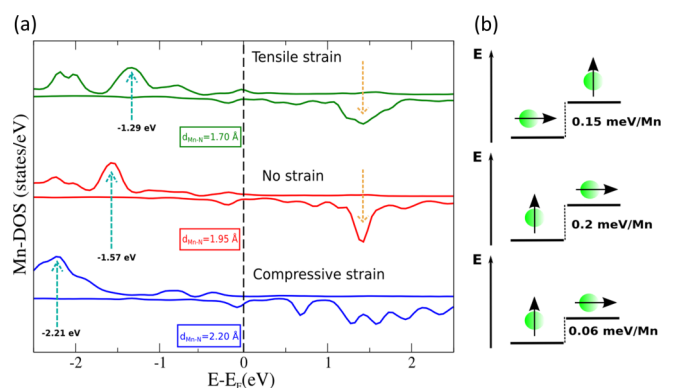 (a)
(b)
Mn-DOS (states/eV)
Tensile strain
-1.29 eV
d_Mn-N=1.70 Å
No strain
-1.57 eV
d_Mn-N=1.95 Å
Compressive strain
-2.21 eV
d_Mn-N=2.20 Å
-2 -1 0 1 2
E-E_F(eV)
E
0.15 meV/Mn
E
0.2 meV/Mn
E
0.06 meV/Mn